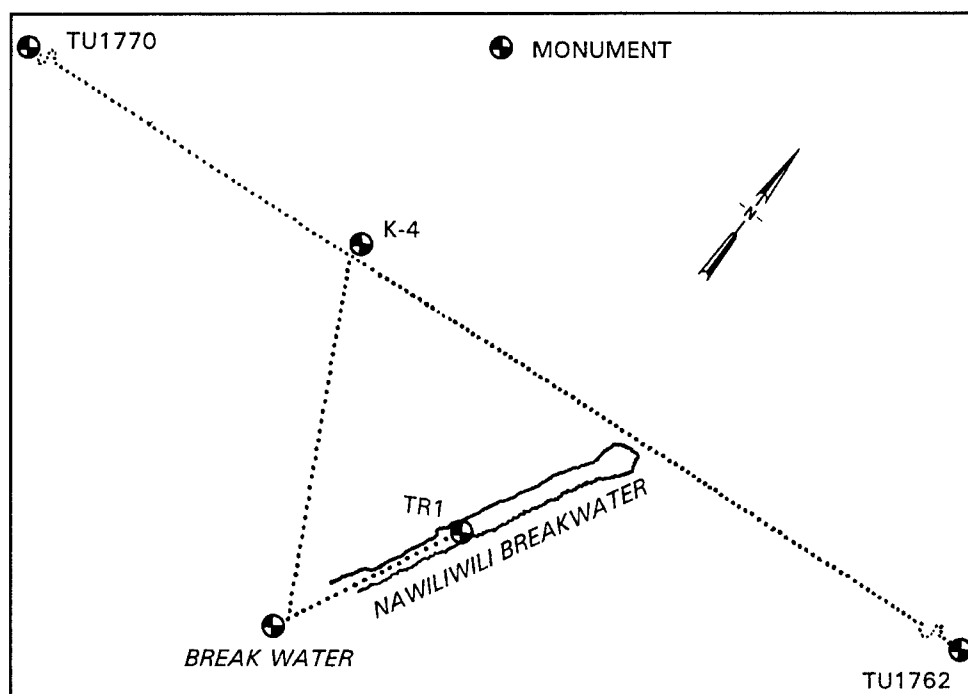 TU1770
MONUMENT
K-4
N
TR1
NAWILIWILI BREAKWATER
BREAK WATER
TU1762